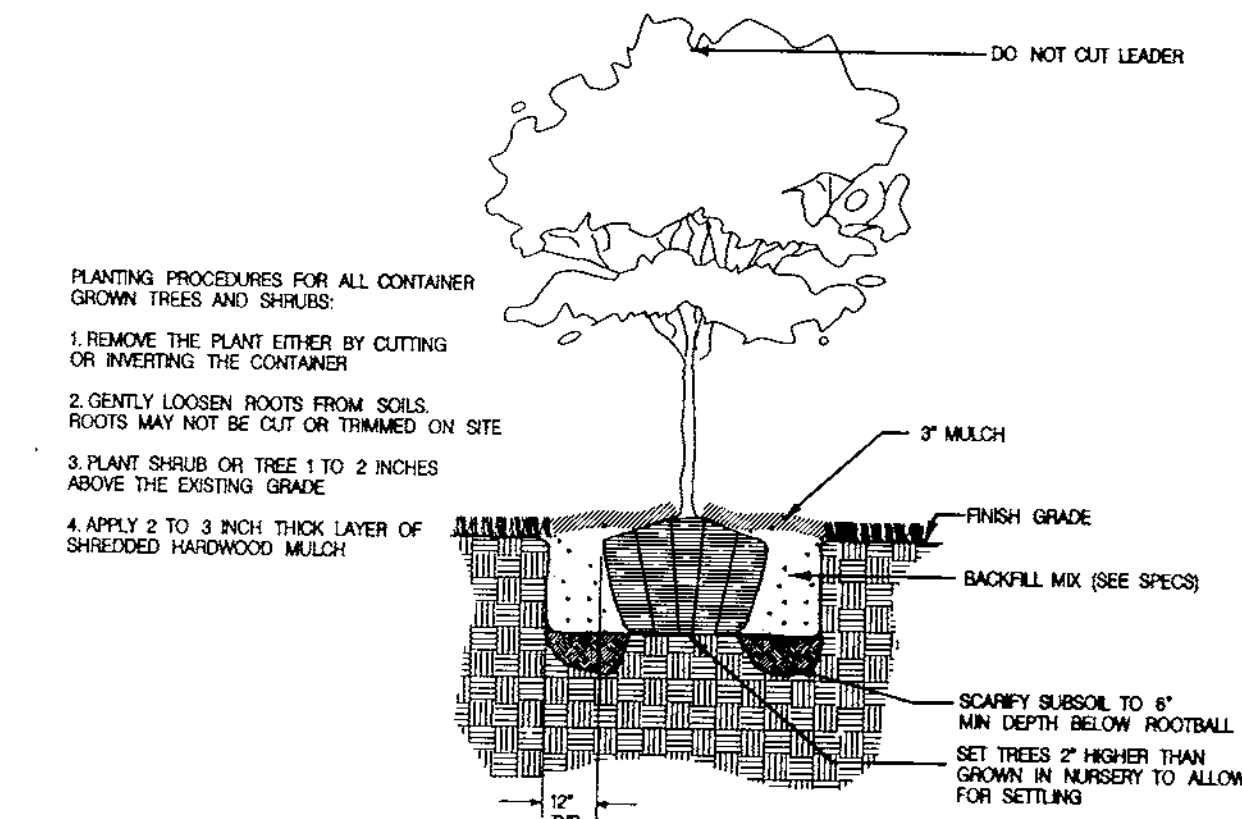 DO NOT CUT LEADER
PLANTING PROCEDURES FOR ALL CONTAINER
GROWN TREES AND SHRUBS:
1. REMOVE THE PLANT EITHER BY CUTTING
OR INVERTING THE CONTAINER
2. GENTLY LOOSEN ROOTS FROM SOILS.
ROOTS MAY NOT BE CUT OR TRIMMED ON SITE
3. PLANT SHRUB OR TREE 1 TO 2 INCHES
ABOVE THE EXISTING GRADE
4. APPLY 2 TO 3 INCH THICK LAYER OF
SHREDDED HARDWOOD MULCH
3" MULCH
FINISH GRADE
BACKFILL MIX (SEE SPECS)
SCARIFY SUBSOIL TO 6"
MIN DEPTH BELOW ROOTBALL
SET TREES 2" HIGHER THAN
GROWN IN NURSERY TO ALLOW
FOR SETTLING
12"